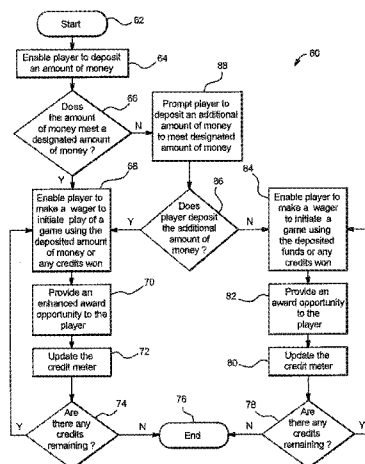 Start
62
60
Enable player to deposit
an amount of money
64
66
Does
the amount
of money meet a
designated amount
of money ?
N
Y
88
Prompt player to
deposit an additional
amount of money
to meet designated
amount of money
68
Enable player to
make a wager to
initiate play of a
game using the
deposited amount
of money or
any credits won
86
Does
player deposit
the additional
amount of
money ?
Y
N
84
Enable player to
make a wager
to initiate a
game using the
deposited
funds or any
credits won
70
Provide an
enhanced award
opportunity to the
player
82
Provide an
award opportunity
to the
player
72
Update the
credit meter
80
Update the
credit meter
74
Are
there any
credits
remaining ?
Y
N
76
End
78
Are
there any
credits
remaining ?
N
Y